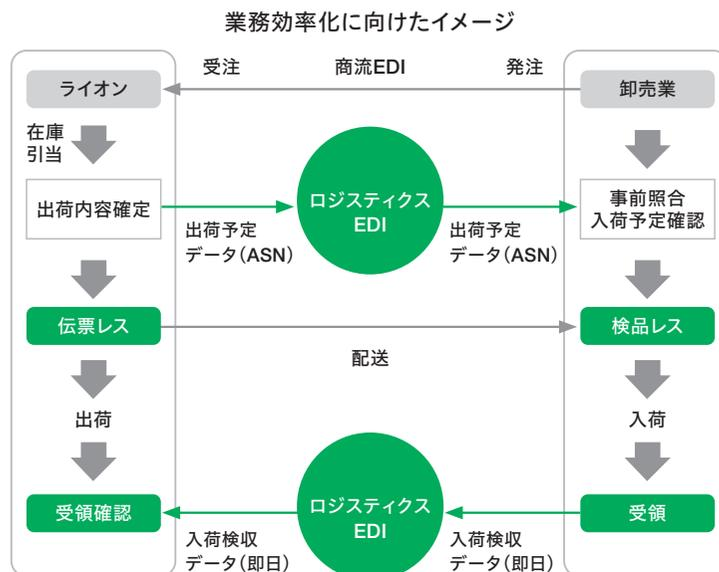 業務効率化に向けたイメージ
受注
商流EDI
発注
ライオン
卸売業
在庫
引当
出荷内容確定
ロジスティクス
EDI
事前照合
入荷予定確認
出荷予定
データ(ASN)
出荷予定
データ(ASN)
伝票レス
検品レス
配送
出荷
入荷
受領確認
ロジスティクス
EDI
受領
入荷検収
データ(即日)
入荷検収
データ(即日)